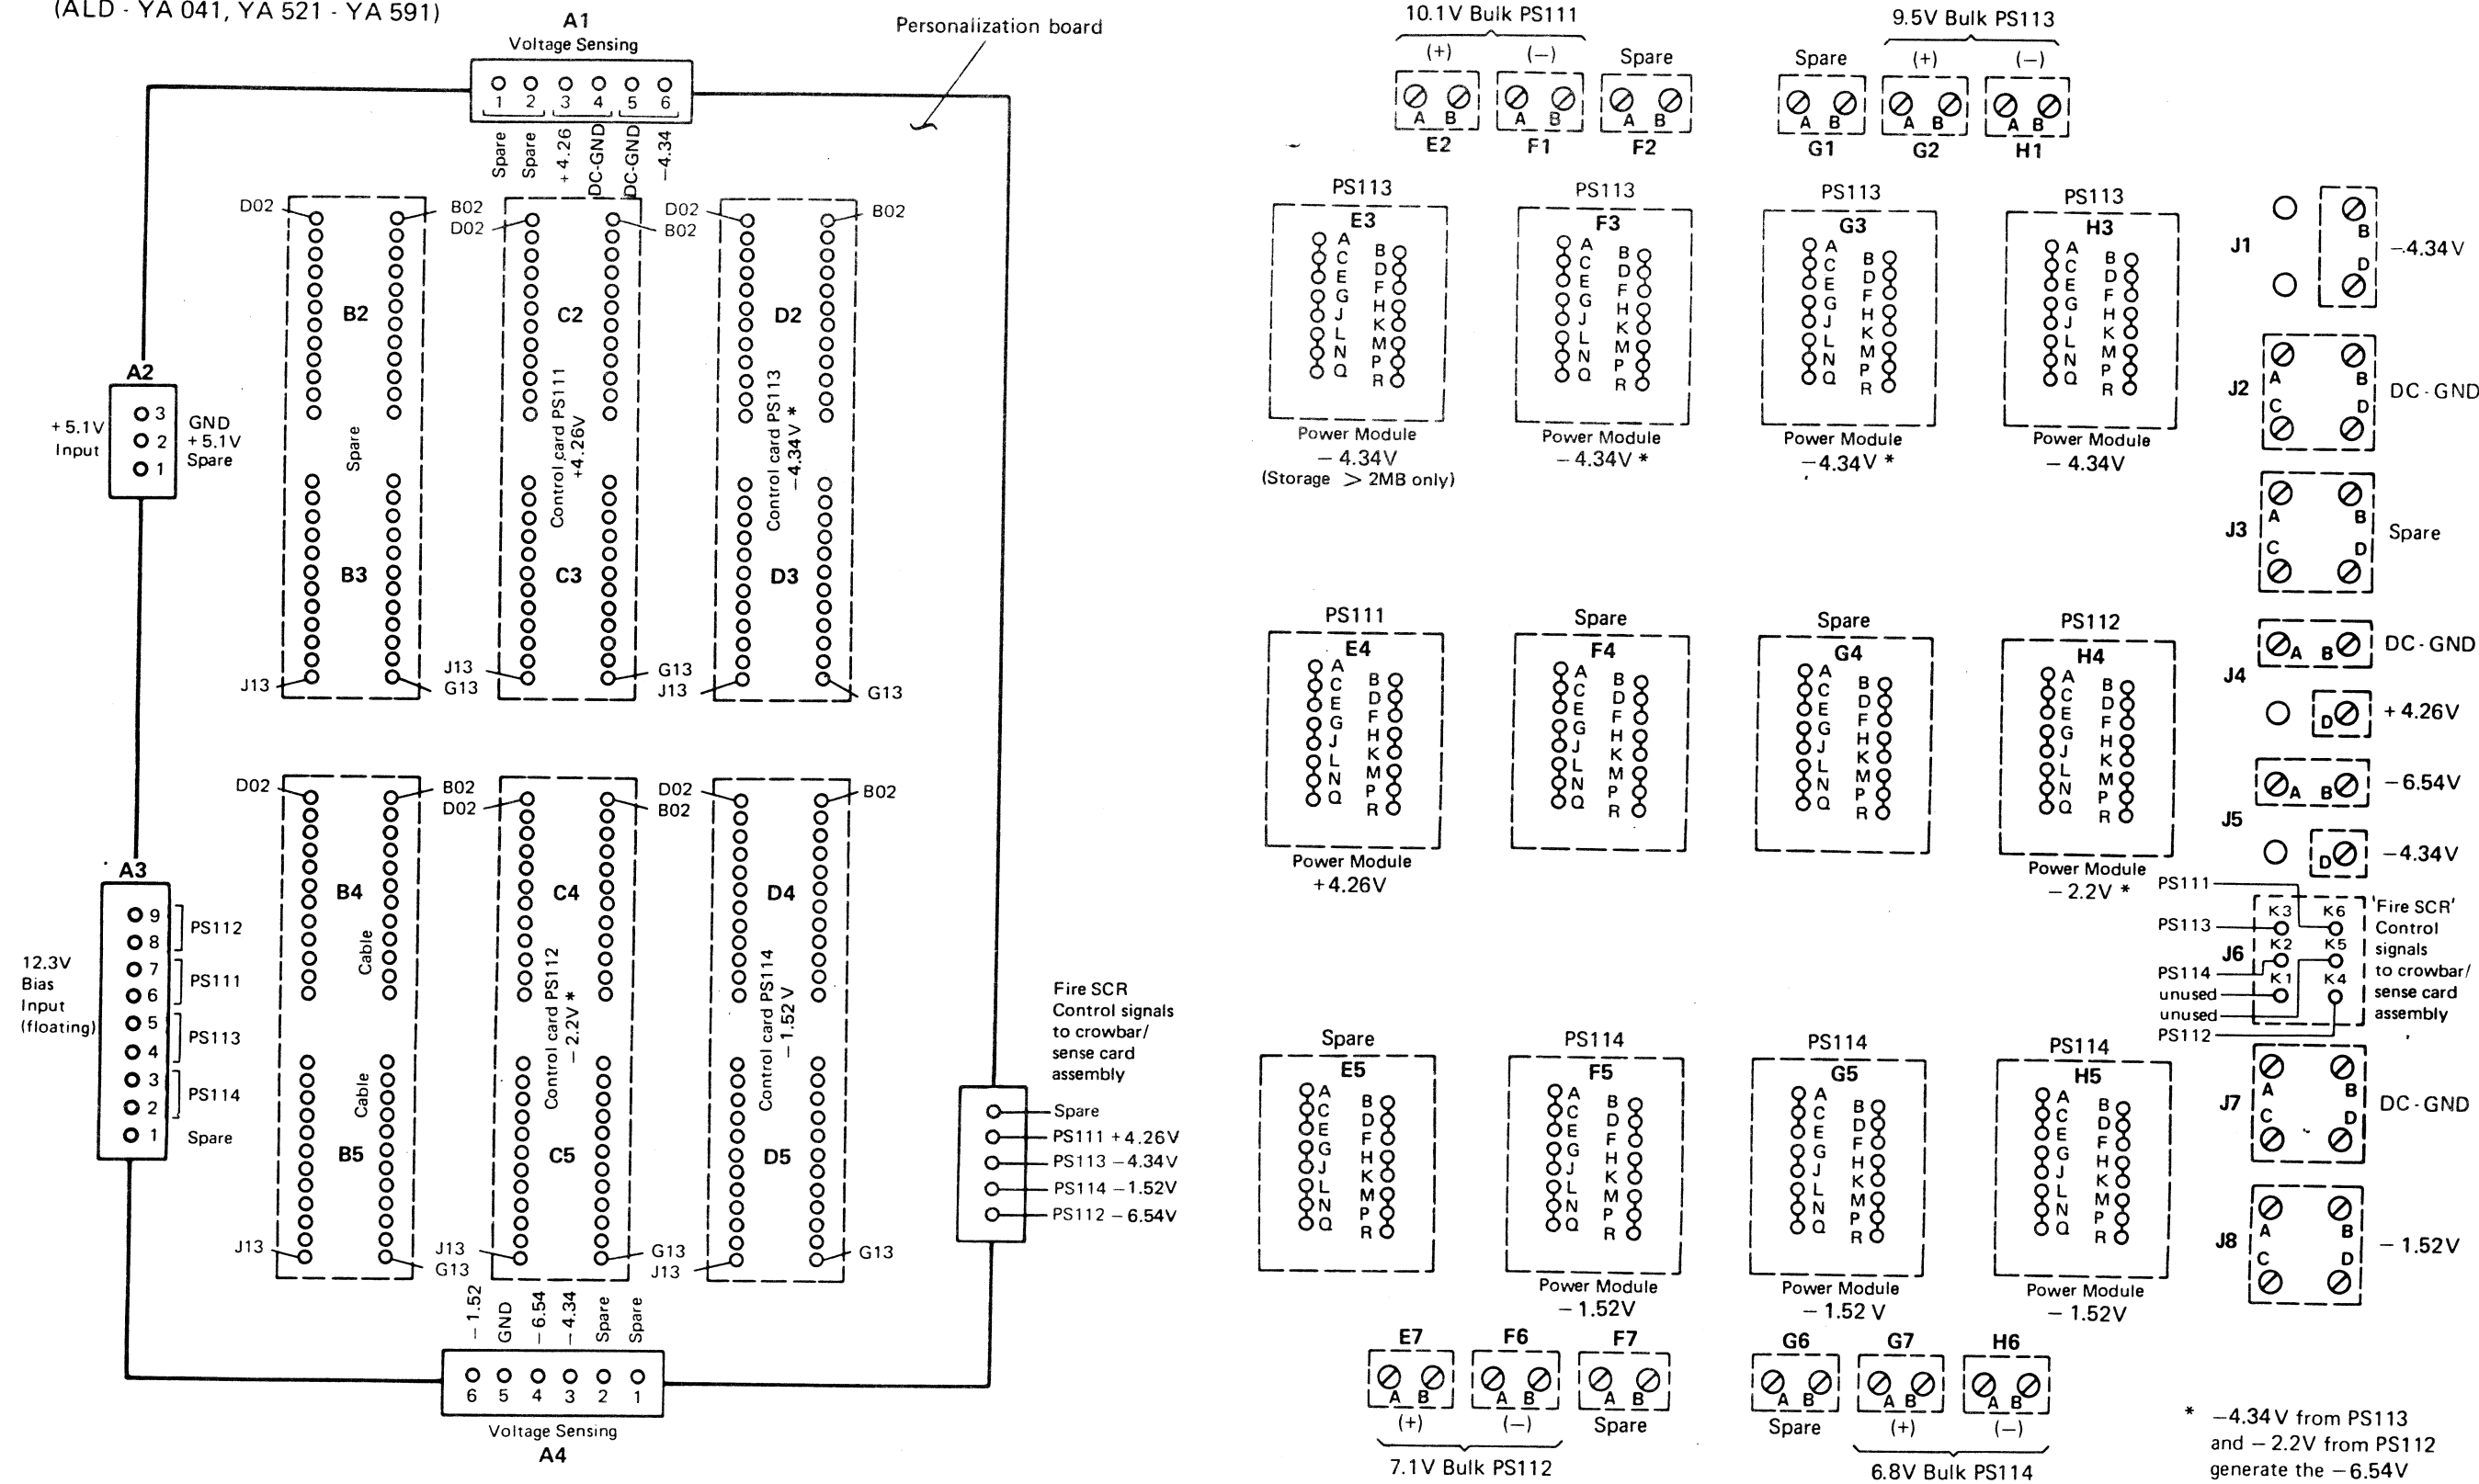 (ALD - YA 041, YA 521 - YA 591)
A1
Voltage Sensing
1 2 3 4 5 6
Spare
Spare
+4.26
DC-GND
DC-GND
-4.34
Personalization board
A2
+5.1V
Input
3 GND
2 +5.1V
1 Spare
A3
12.3V
Bias
Input
(floating)
9
8
PS112
7
6
PS111
5
4
PS113
3
2
PS114
1 Spare
D02 B02
B2
Spare
B3
J13 G13
D02 B02
C2
Control card PS111
+4.26V
C3
J13 G13
D02 B02
D2
Control card PS113
-4.34V *
D3
J13 G13
D02 B02
B4
Cable
Cable
B5
J13 G13
D02 B02
C4
Control card PS112
-2.2V *
C5
J13 G13
D02 B02
D4
Control card PS114
-1.52 V
D5
J13 G13
Fire SCR
Control signals
to crowbar/
sense card
assembly
Spare
PS111 +4.26V
PS113 -4.34V
PS114 -1.52V
PS112 -6.54V
-1.52
GND
-6.54
-4.34
Spare
Spare
6 5 4 3 2 1
Voltage Sensing
A4
10.1V Bulk PS111
(+) (-) Spare
A B A B A B
E2 F1 F2
9.5V Bulk PS113
Spare (+) (-)
A B A B A B
G1 G2 H1
PS113
E3
A B C D E F G H J K L M N P Q R
Power Module
- 4.34V
(Storage > 2MB only)
PS113
F3
A B C D E F G H J K L M N P Q R
Power Module
-4.34V *
PS113
G3
A B C D E F G H J K L M N P Q R
Power Module
-4.34V *
PS113
H3
A B C D E F G H J K L M N P Q R
Power Module
- 4.34V
PS111
E4
A B C D E F G H J K L M N P Q R
Power Module
+4.26V
Spare
F4
A B C D E F G H J K L M N P Q R
Spare
G4
A B C D E F G H J K L M N P Q R
PS112
H4
A B C D E F G H J K L M N P Q R
Power Module
- 2.2V *
Spare
E5
A B C D E F G H J K L M N P Q R
PS114
F5
A B C D E F G H J K L M N P Q R
Power Module
- 1.52V
PS114
G5
A B C D E F G H J K L M N P Q R
Power Module
- 1.52 V
PS114
H5
A B C D E F G H J K L M N P Q R
Power Module
- 1.52V
E7 F6 F7
A B A B A B
(+) (-) Spare
7.1V Bulk PS112
G6 G7 H6
A B A B A B
Spare (+) (-)
6.8V Bulk PS114
J1 B D -4.34V
J2 A B C D DC-GND
J3 A B C D Spare
J4
A B DC-GND
D +4.26V
J5
A B -6.54V
D -4.34V
J6
PS111
PS113
PS114
unused
unused
PS112
K3 K6
K2 K5
K1 K4
'Fire SCR'
Control
signals
to crowbar/
sense card
assembly
J7 A B C D DC-GND
J8 A B C D - 1.52V
* -4.34V from PS113
and - 2.2V from PS112
generate the -6.54V